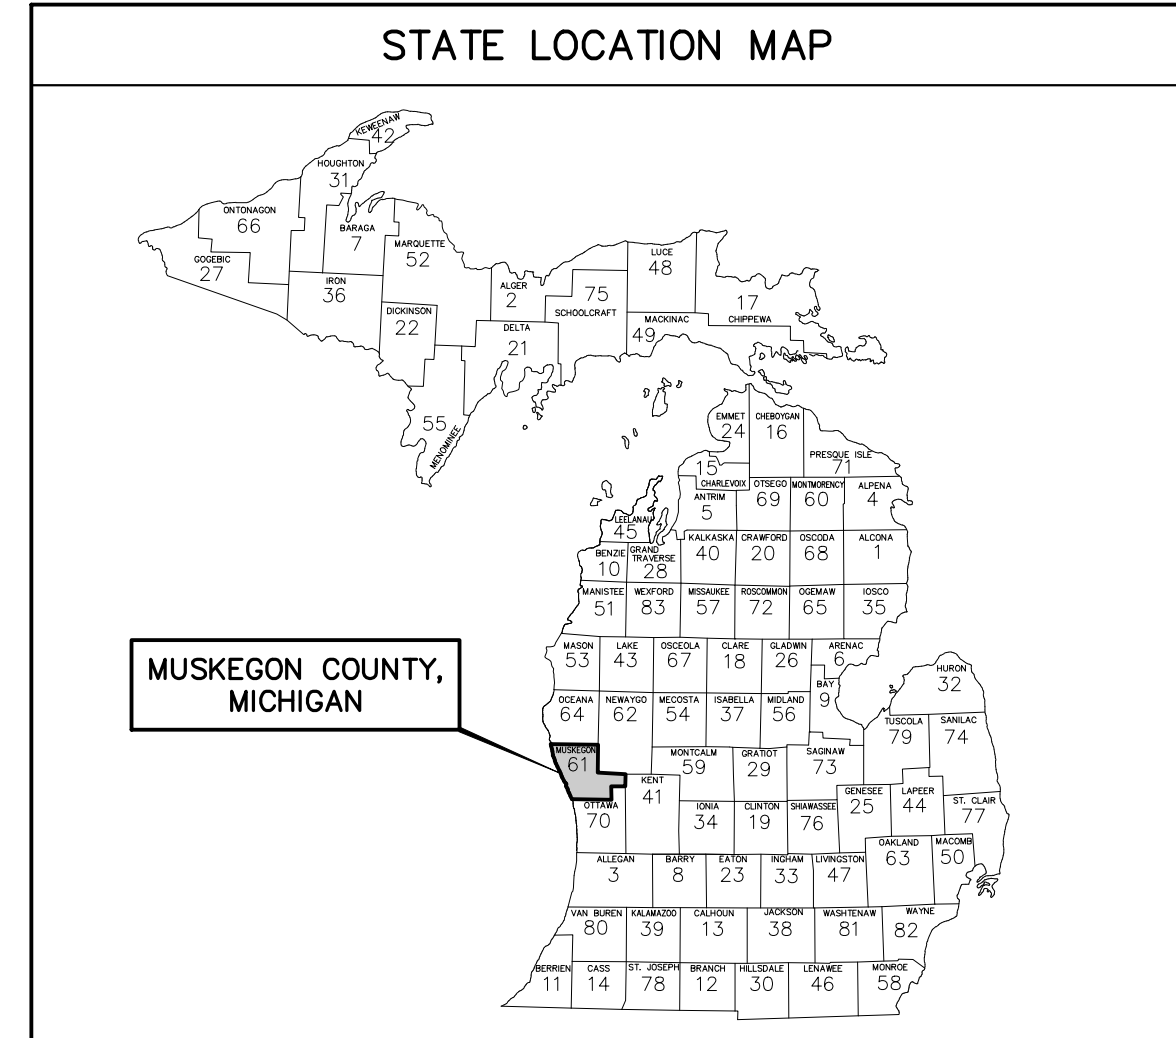 STATE LOCATION MAP
KEWEENAW
42
HOUGHTON
31
ONTONAGON
66
BARAGA
7
MARQUETTE
52
GOGEBIC
27
IRON
36
DICKINSON
22
ALGER
2
75
SCHOOLCRAFT
LUCE
48
17
CHIPPEWA
MACKINAC
49
DELTA
21
55
MENOMINEE
EMMET
24
CHEBOYGAN
16
PRESQUE ISLE
71
15
CHARLEVOIX
ANTRIM
5
OTSEGO
69
MONTMORENCY
60
ALPENA
4
LEELANAU
45
BENZIE
10
GRAND
TRAVERSE
28
KALKASKA
40
CRAWFORD
20
OSCODA
68
ALCONA
1
MANISTEE
51
WEXFORD
83
MISSAUKEE
57
ROSCOMMON
72
OGEMAW
65
IOSCO
35
MASON
53
LAKE
43
OSCEOLA
67
CLARE
18
GLADWIN
26
ARENAC
6
MUSKEGON COUNTY,
MICHIGAN
OCEANA
64
NEWAYGO
62
MECOSTA
54
ISABELLA
37
MIDLAND
56
BAY
9
HURON
32
TUSCOLA
79
SANILAC
74
MUSKEGON
61
MONTCALM
59
GRATIOT
29
SAGINAW
73
KENT
41
OTTAWA
70
IONIA
34
CLINTON
19
SHIAWASSEE
76
GENESEE
25
LAPEER
44
ST. CLAIR
77
ALLEGAN
3
BARRY
8
EATON
23
INGHAM
33
LIVINGSTON
47
OAKLAND
63
MACOMB
50
VAN BUREN
80
KALAMAZOO
39
CALHOUN
13
JACKSON
38
WASHTENAW
81
WAYNE
82
BERRIEN
11
CASS
14
ST. JOSEPH
78
BRANCH
12
HILLSDALE
30
LENAWEE
46
MONROE
58